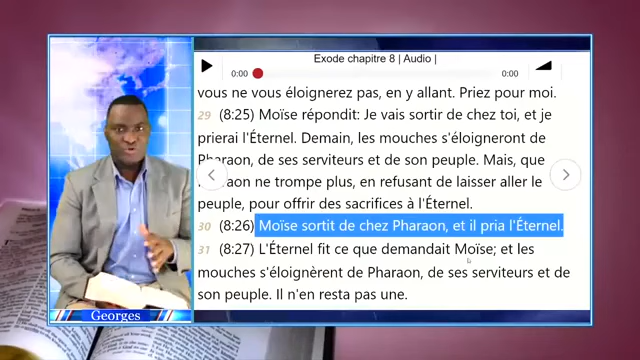 Exode chapitre 8 | Audio |
0:00
0:00
vous ne vous éloignerez pas, en y allant. Priez pour moi.
29 (8:25) Moïse répondit: Je vais sortir de chez toi, et je
prierai l'Éternel. Demain, les mouches s'éloigneront de
Pharaon, de ses serviteurs et de son peuple. Mais, que
raon ne trompe plus, en refusant de laisser aller le
peuple, pour offrir des sacrifices à l'Éternel.
30 (8:26) Moïse sortit de chez Pharaon, et il pria l'Éternel.
31 (8:27) L'Éternel fit ce que demandait Moïse; et les
mouches s'éloignèrent de Pharaon, de ses serviteurs et de
son peuple. Il n'en resta pas une.
Georges